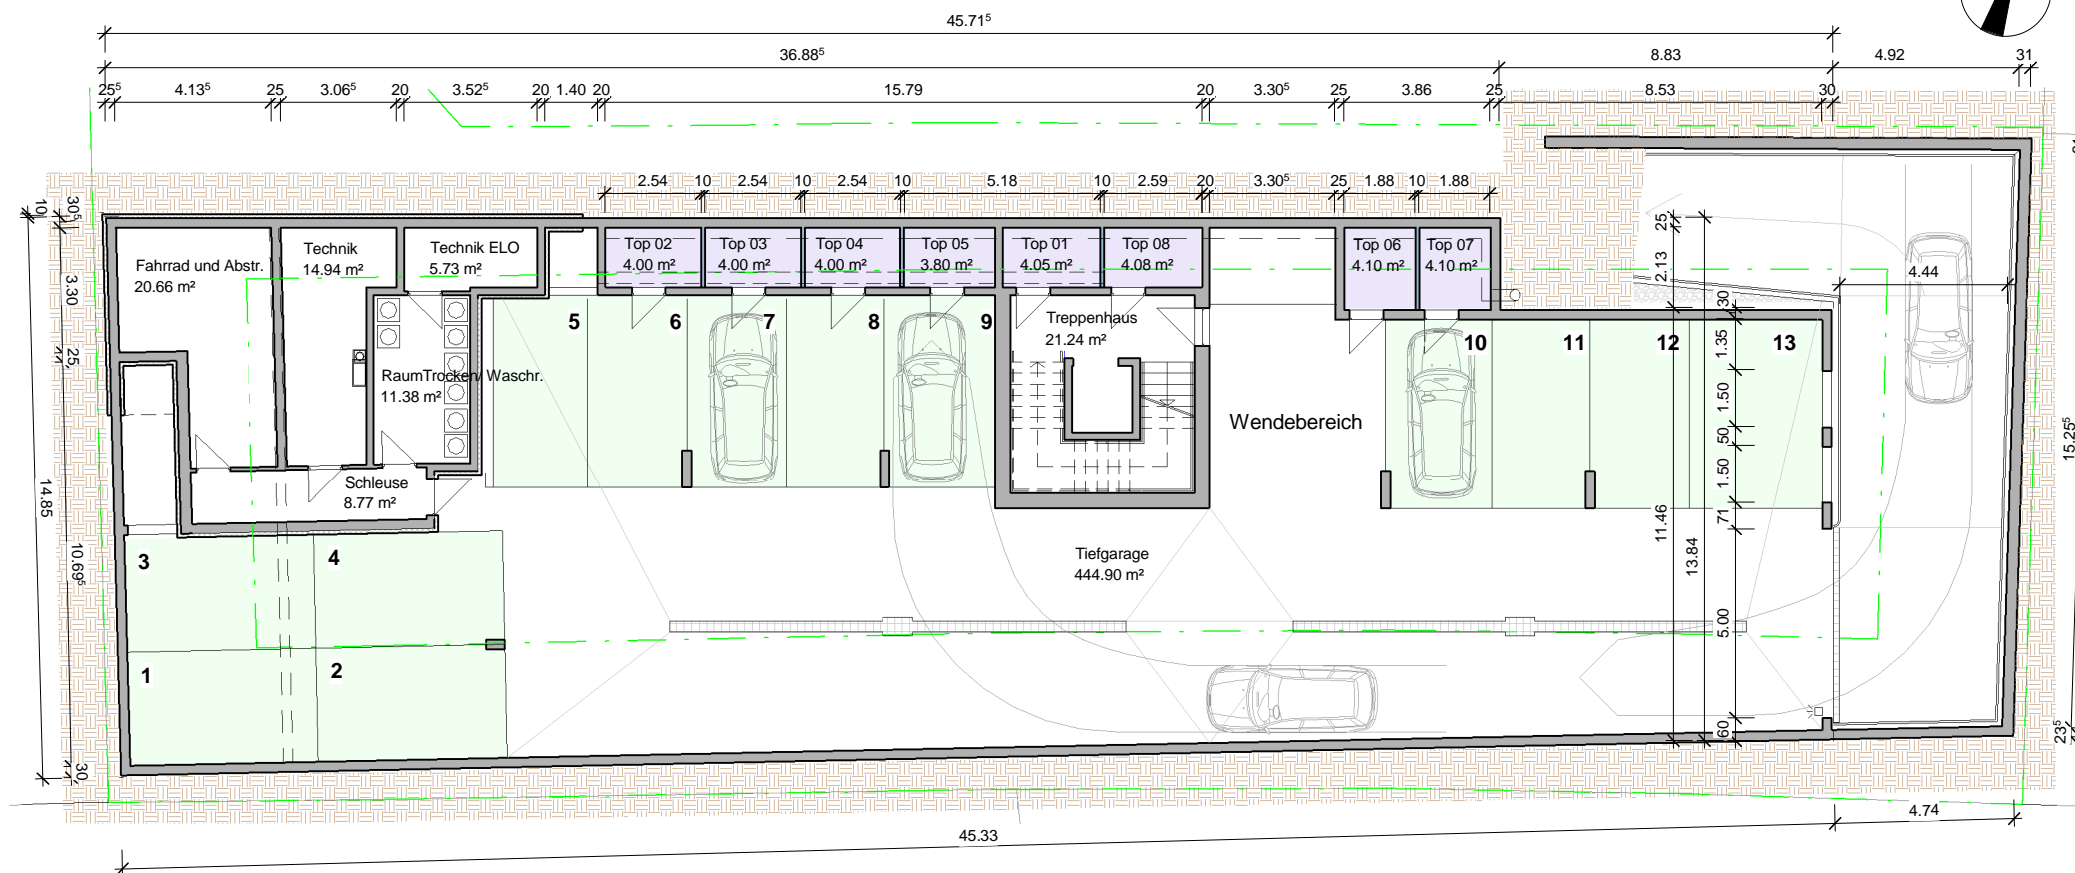 45.71⁵
36.88⁵ 8.83 4.92 31
25⁵ 4.13⁵ 25 3.06⁵ 20 3.52⁵ 20 1.40 20 15.79 20 3.30⁵ 25 3.86 25 8.53 30
2.54 10 2.54 10 2.54 10 5.18 10 2.59 20 3.30⁵ 25 1.88 10 1.88
Fahrrad und Abstr.
20.66 m²
Technik
14.94 m²
Technik ELO
5.73 m²
Top 02
4.00 m²
Top 03
4.00 m²
Top 04
4.00 m²
Top 05
3.80 m²
Top 01
4.05 m²
Top 08
4.08 m²
Top 06
4.10 m²
Top 07
4.10 m²
RaumTrocken/ Waschr.
11.38 m²
Treppenhaus
21.24 m²
Schleuse
8.77 m²
Wendebereich
Tiefgarage
444.90 m²
5 6 7 8 9
10 11 12 13
3 4
1 2
10
30⁵
3.30
25
14.85
10.69⁵
30
25
2.13
30
1.35
1.50
50
1.50
71
11.46
13.84
5.00
60
4.44
15.25⁵
23⁵
4.74
45.33